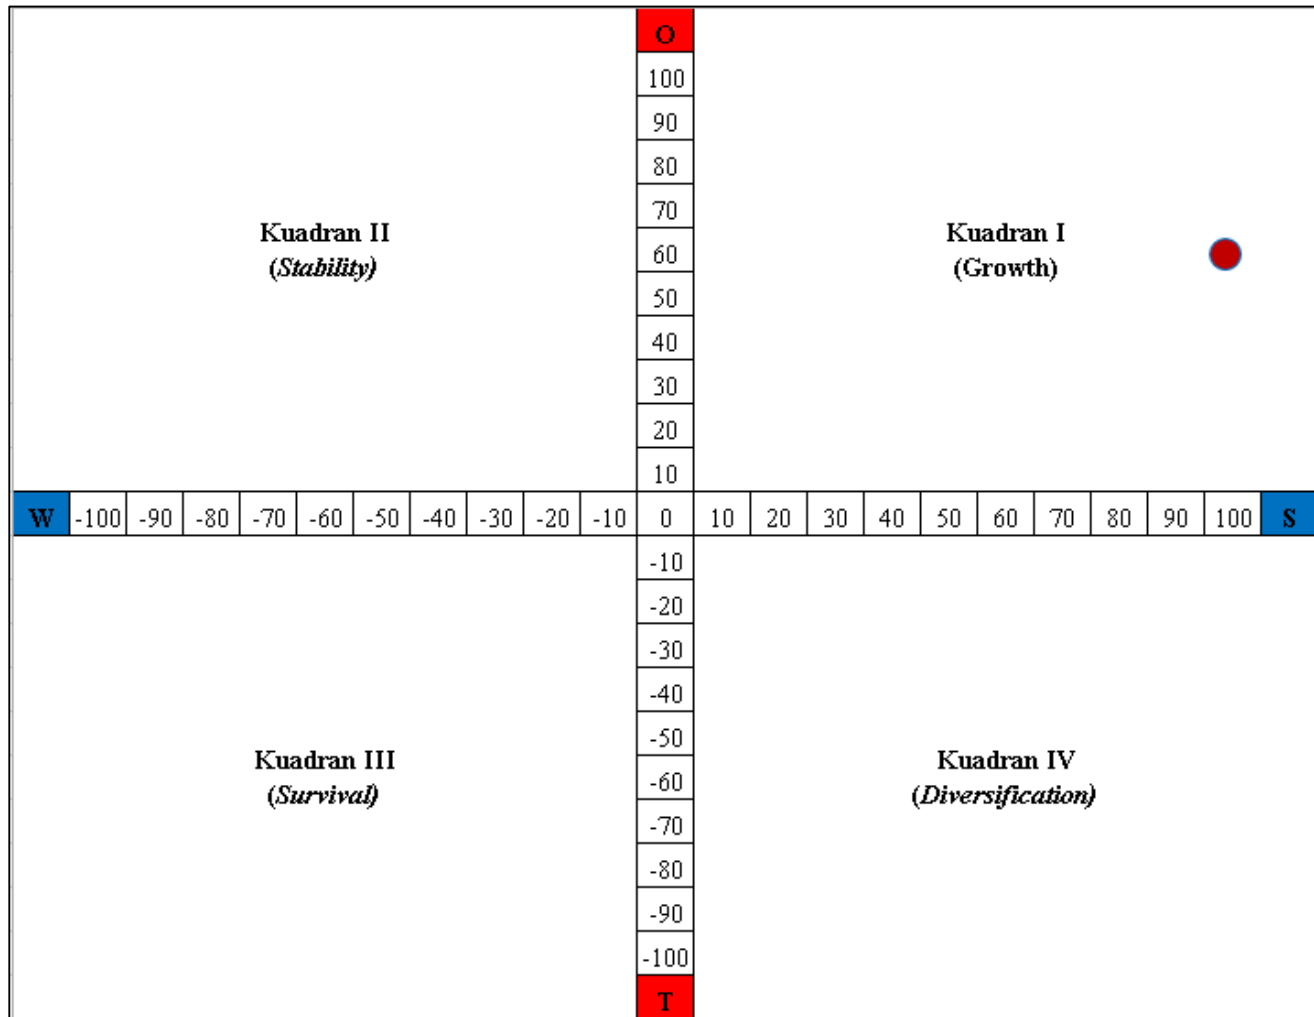 O
100
90
80
70
Kuadran II
(Stability)
60
Kuadran I
(Growth)
50
40
30
20
10
W -100 -90 -80 -70 -60 -50 -40 -30 -20 -10 0 10 20 30 40 50 60 70 80 90 100 S
-10
-20
-30
-40
-50
Kuadran III
(Survival)
-60
Kuadran IV
(Diversification)
-70
-80
-90
-100
T